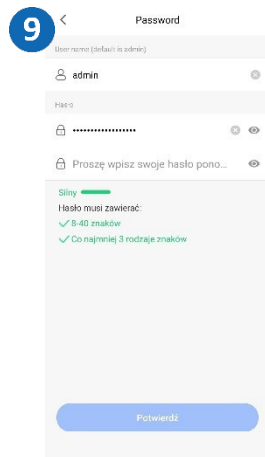 9
Password
User name (default is admin)
admin
Hasło
••••••••••••••••••
Proszę wpisz swoje hasło pono...
Silny
Hasło musi zawierać:
8-40 znaków
Co najmniej 3 rodzaje znaków
Potwierdź